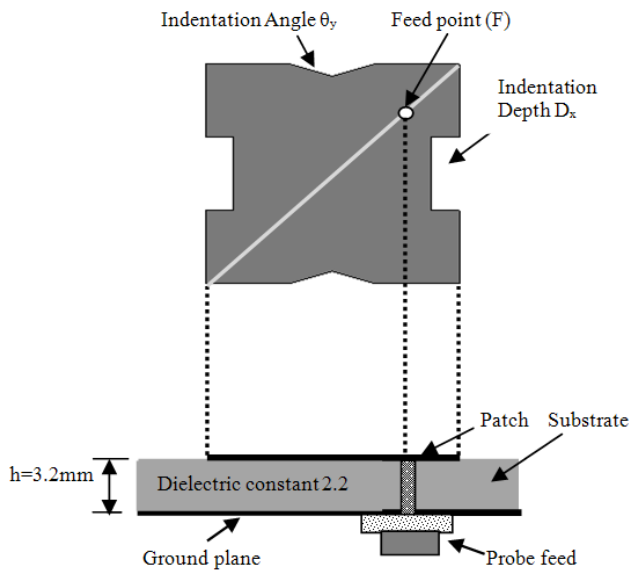 Indentation Angle θy
Feed point (F)
Indentation
Depth Dx
Patch
Substrate
h=3.2mm
Dielectric constant 2.2
Ground plane
Probe feed